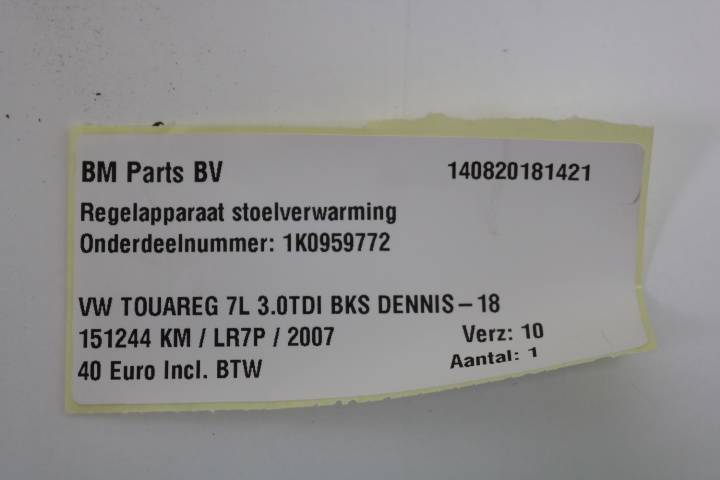 BM Parts BV 140820181421
Regelapparaat stoelverwarming
Onderdeelnummer: 1K0959772
VW TOUAREG 7L 3.0TDI BKS DENNIS – 18
151244 KM / LR7P / 2007 Verz: 10
40 Euro Incl. BTW Aantal: 1